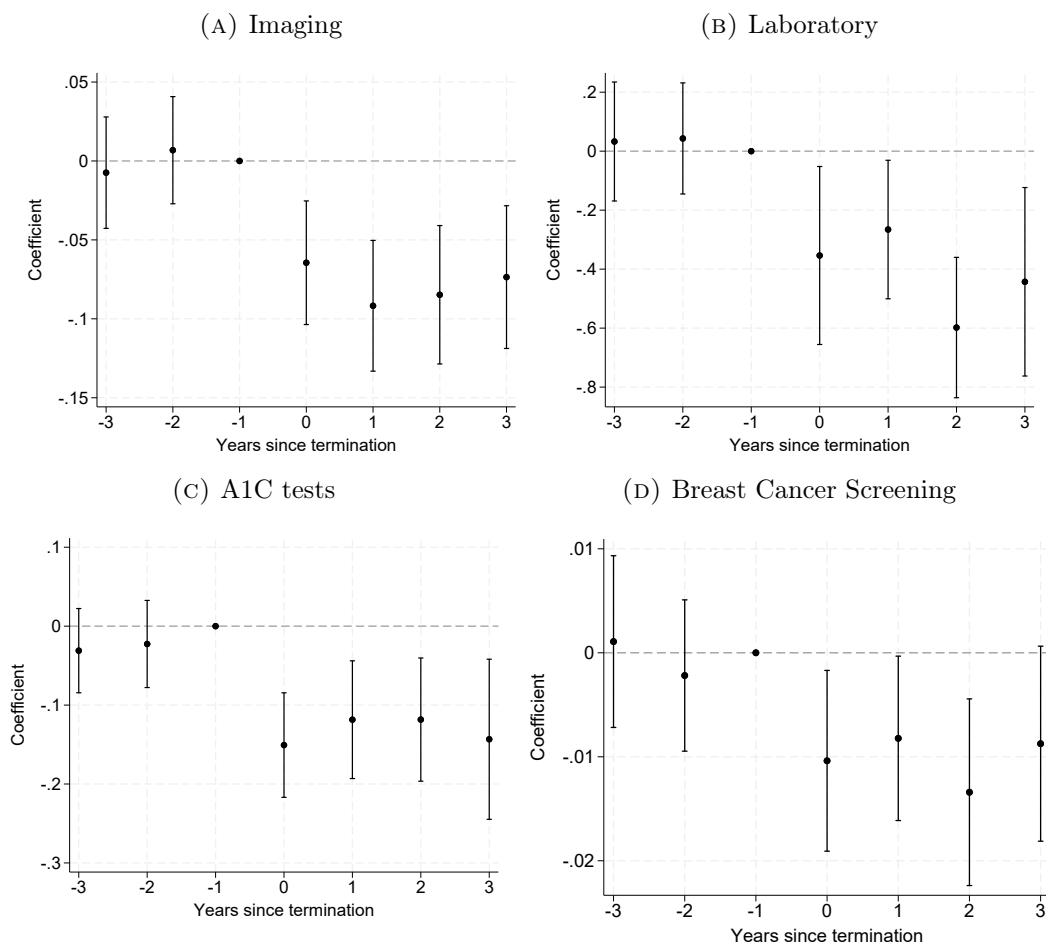 (A) Imaging
(B) Laboratory
.05
0
-.05
-.1
-.15
Coefficient
-3 -2 -1 0 1 2 3
Years since termination
.2
0
-.2
-.4
-.6
-.8
Coefficient
-3 -2 -1 0 1 2 3
Years since termination
(C) A1C tests
(D) Breast Cancer Screening
.1
0
-.1
-.2
-.3
Coefficient
-3 -2 -1 0 1 2 3
Years since termination
.01
0
-.01
-.02
Coefficient
-3 -2 -1 0 1 2 3
Years since termination